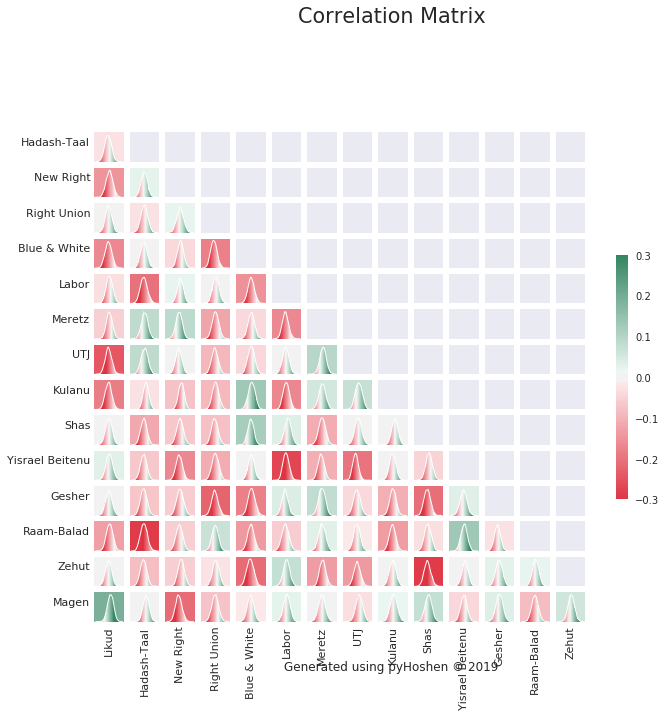 Correlation Matrix
Hadash-Taal
New Right
Right Union
Blue & White
Labor
Meretz
UTJ
Kulanu
Shas
Yisrael Beitenu
Gesher
Raam-Balad
Zehut
Magen
0.3
0.2
0.1
0.0
−0.1
−0.2
−0.3
Likud
Hadash-Taal
New Right
Right Union
Blue & White
Labor
Meretz
UTJ
Kulanu
Shas
Yisrael Beitenu
Gesher
Raam-Balad
Zehut
Generated using pyHoshen © 2019